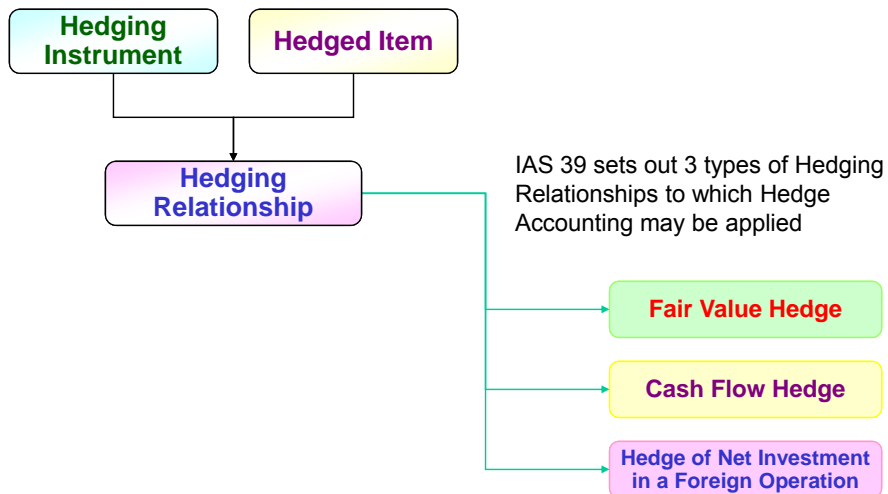 Hedging
Instrument
Hedged Item
Hedging
Relationship
IAS 39 sets out 3 types of Hedging
Relationships to which Hedge
Accounting may be applied
Fair Value Hedge
Cash Flow Hedge
Hedge of Net Investment
in a Foreign Operation